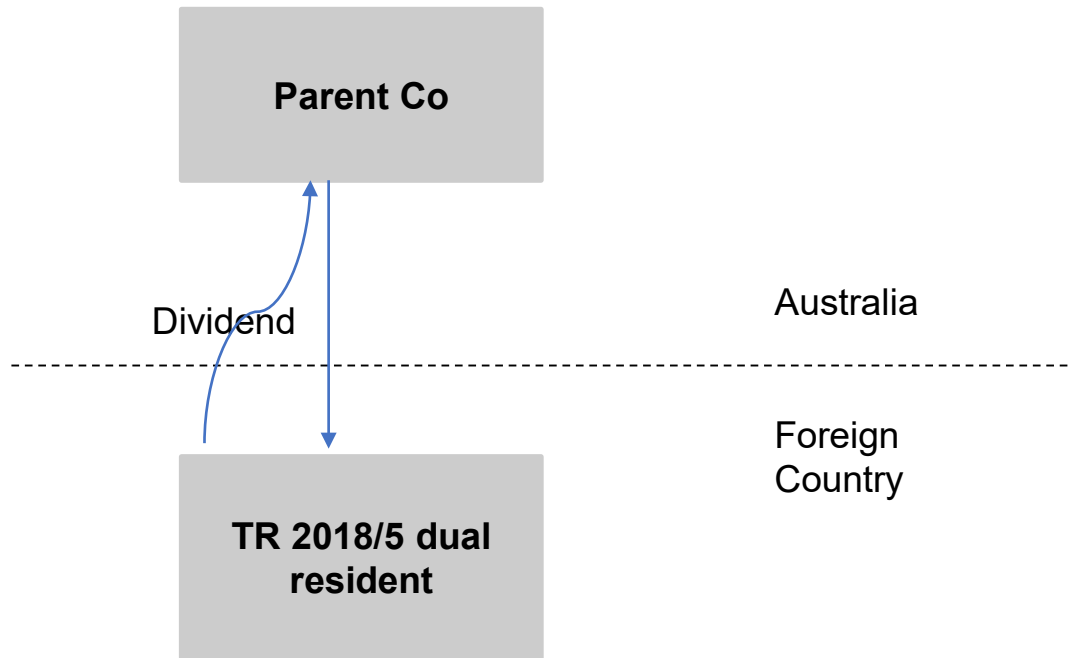 Parent Co
Dividend
Australia
Foreign
Country
TR 2018/5 dual
resident